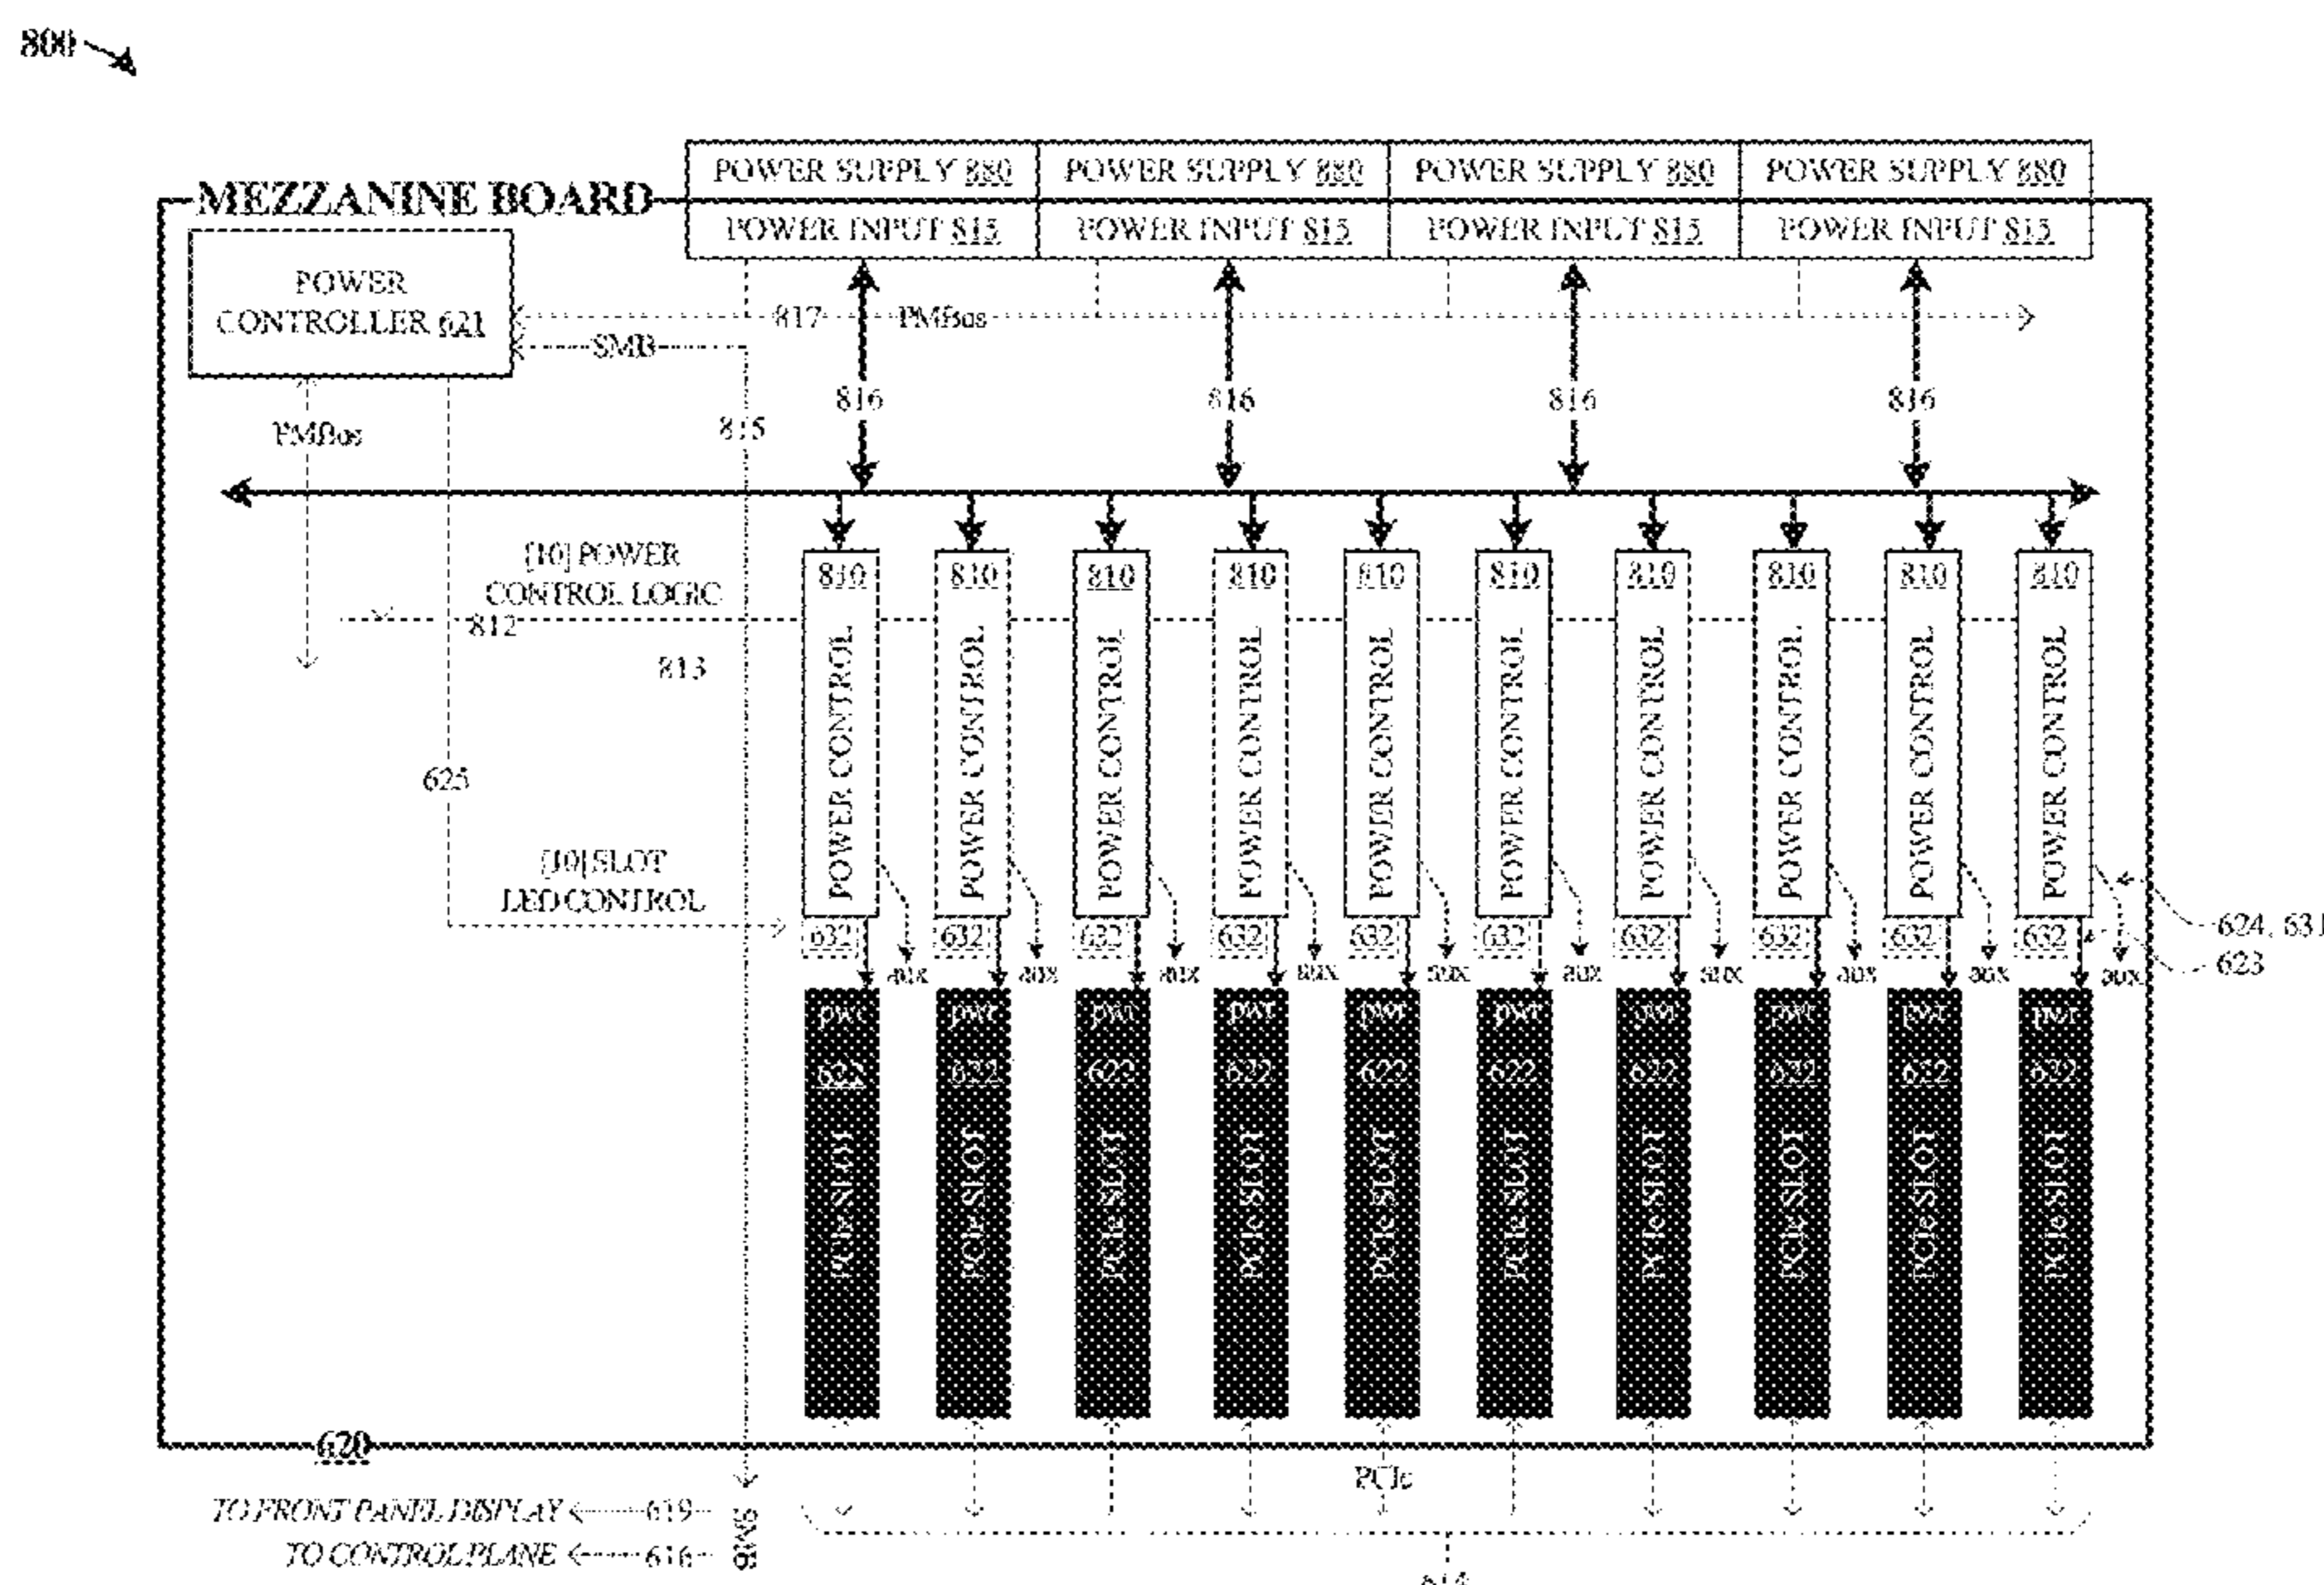 800
POWER SUPPLY 880 POWER SUPPLY 880 POWER SUPPLY 880 POWER SUPPLY 880
MEZZANINE BOARD
POWER INPUT 815 POWER INPUT 815 POWER INPUT 815 POWER INPUT 815
POWER
CONTROLLER 621
817 PMBus
SMB
816 816 816 816
815
PMBus
[10] POWER
CONTROL LOGIC
810 810 810 810 810 810 810 810 810 810
812
813
POWER CONTROL POWER CONTROL POWER CONTROL POWER CONTROL POWER CONTROL POWER CONTROL POWER CONTROL POWER CONTROL POWER CONTROL POWER CONTROL
625
[10] SLOT
LED CONTROL
632 632 632 632 632 632 632 632 632 632
624, 631
623
aux aux aux aux aux aux aux aux aux aux
pwr pwr pwr pwr pwr pwr pwr pwr pwr pwr
622 622 622 622 622 622 622 622 622 622
PCIe SLOT PCIe SLOT PCIe SLOT PCIe SLOT PCIe SLOT PCIe SLOT PCIe SLOT PCIe SLOT PCIe SLOT PCIe SLOT
620
PCIe
TO FRONT PANEL DISPLAY 619
TO CONTROL PLANE 616
SMB